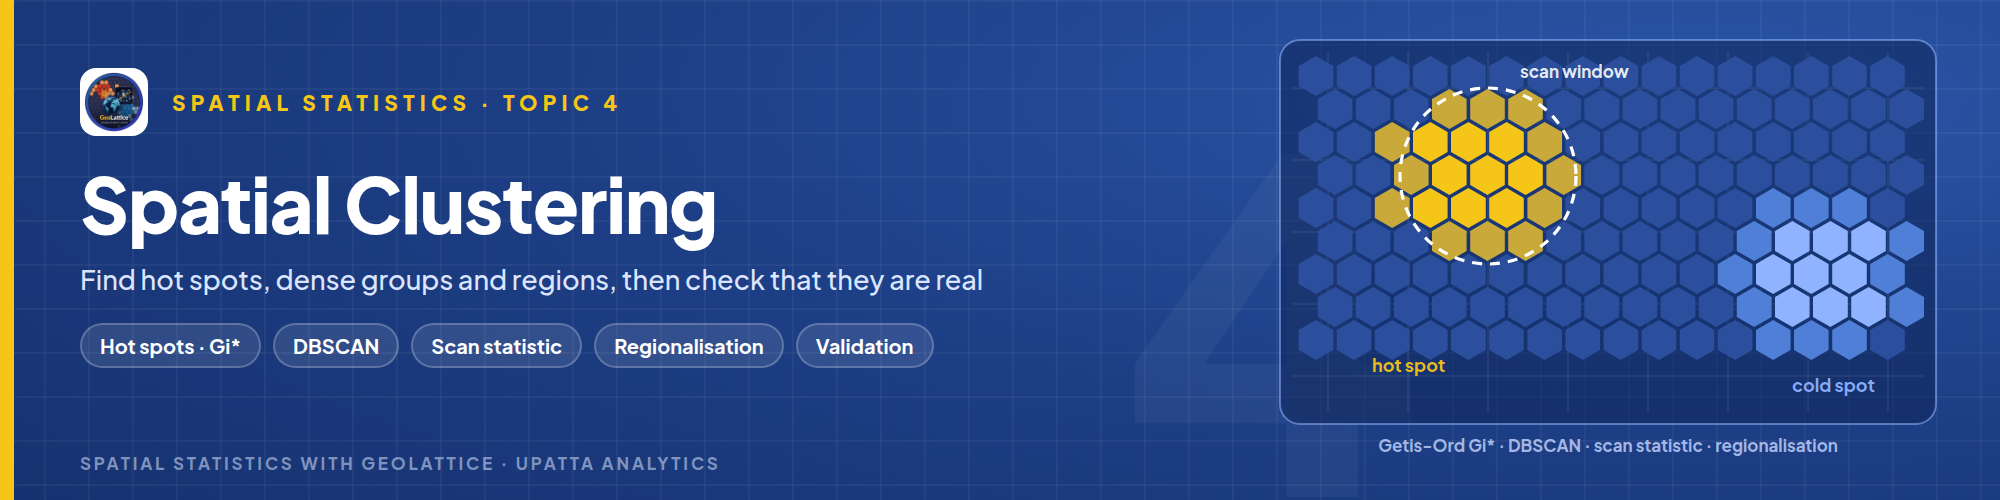 GeoLattice
SPATIAL STATISTICS · TOPIC 4
Spatial Clustering
Find hot spots, dense groups and regions, then check that they are real
Hot spots · Gi*
DBSCAN
Scan statistic
Regionalisation
Validation
SPATIAL STATISTICS WITH GEOLATTICE · UPATTA ANALYTICS
4
scan window
hot spot
cold spot
Getis-Ord Gi* · DBSCAN · scan statistic · regionalisation